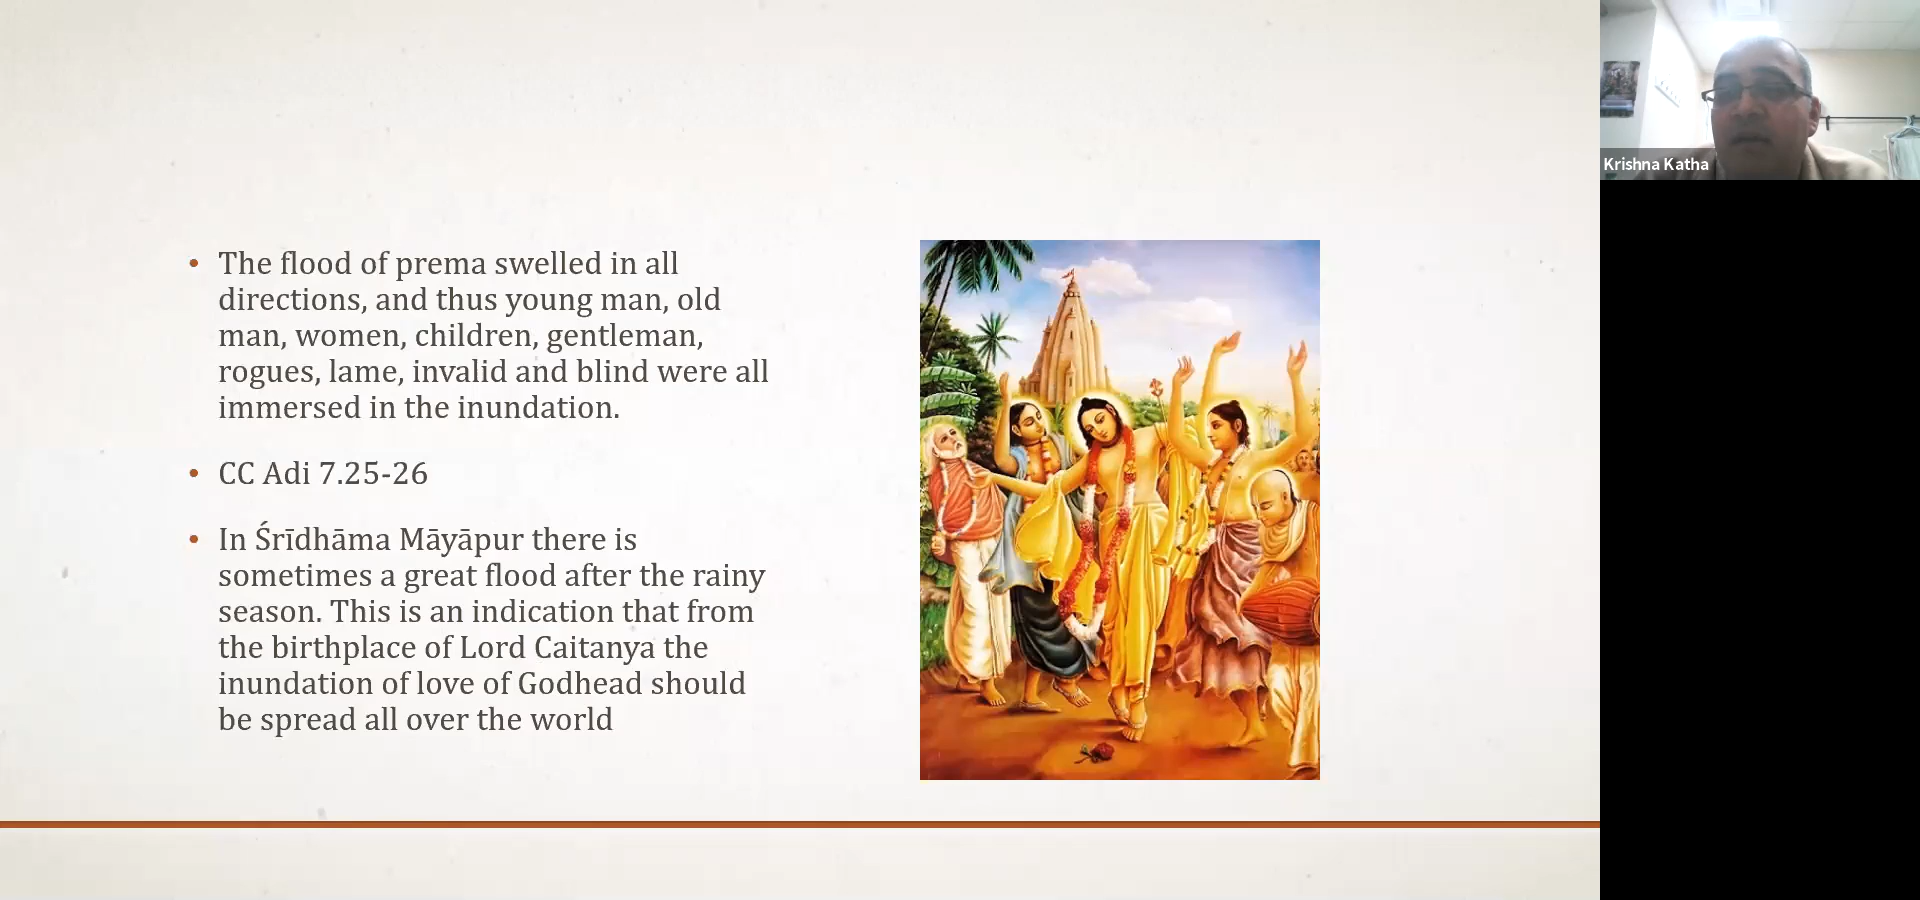 • The flood of prema swelled in all
directions, and thus young man, old
man, women, children, gentleman,
rogues, lame, invalid and blind were all
immersed in the inundation.
• CC Adi 7.25-26
• In Śrīdhāma Māyāpur there is
sometimes a great flood after the rainy
season. This is an indication that from
the birthplace of Lord Caitanya the
inundation of love of Godhead should
be spread all over the world
Krishna Katha